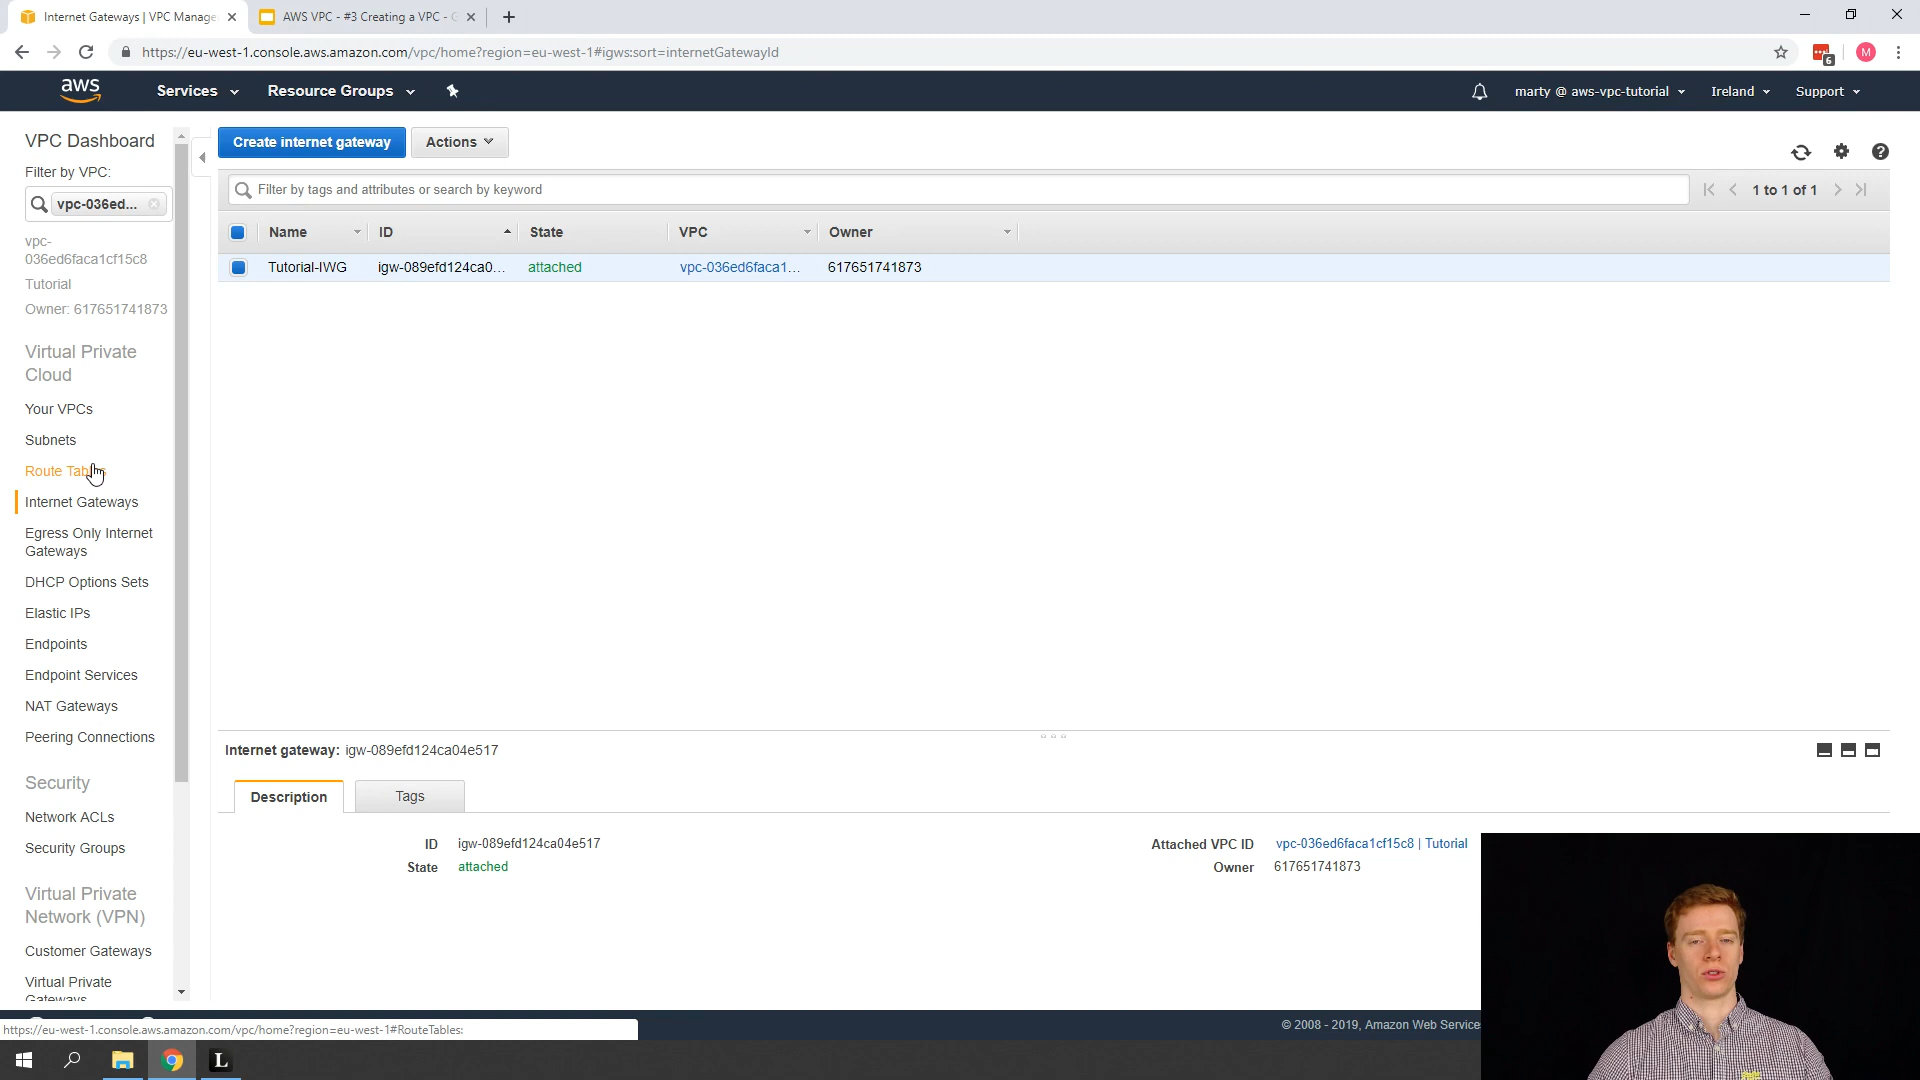 Internet Gateways | VPC Manage
AWS VPC - #3 Creating a VPC - G
https://eu-west-1.console.aws.amazon.com/vpc/home?region=eu-west-1#igws:sort=internetGatewayId
6
M
aws
Services
Resource Groups
marty @ aws-vpc-tutorial
Ireland
Support
VPC Dashboard
Filter by VPC:
vpc-036ed...
vpc-
036ed6faca1cf15c8
Tutorial
Owner: 617651741873
Virtual Private
Cloud
Your VPCs
Subnets
Route Tables
Internet Gateways
Egress Only Internet
Gateways
DHCP Options Sets
Elastic IPs
Endpoints
Endpoint Services
NAT Gateways
Peering Connections
Security
Network ACLs
Security Groups
Virtual Private
Network (VPN)
Customer Gateways
Virtual Private
Gateways
Create internet gateway
Actions
Filter by tags and attributes or search by keyword
1 to 1 of 1
Name ID State VPC Owner
Tutorial-IWG igw-089efd124ca0... attached vpc-036ed6faca1... 617651741873
Internet gateway: igw-089efd124ca04e517
Description
Tags
ID igw-089efd124ca04e517
State attached
Attached VPC ID vpc-036ed6faca1cf15c8 | Tutorial
Owner 617651741873
© 2008 - 2019, Amazon Web Service
https://eu-west-1.console.aws.amazon.com/vpc/home?region=eu-west-1#RouteTables:
L